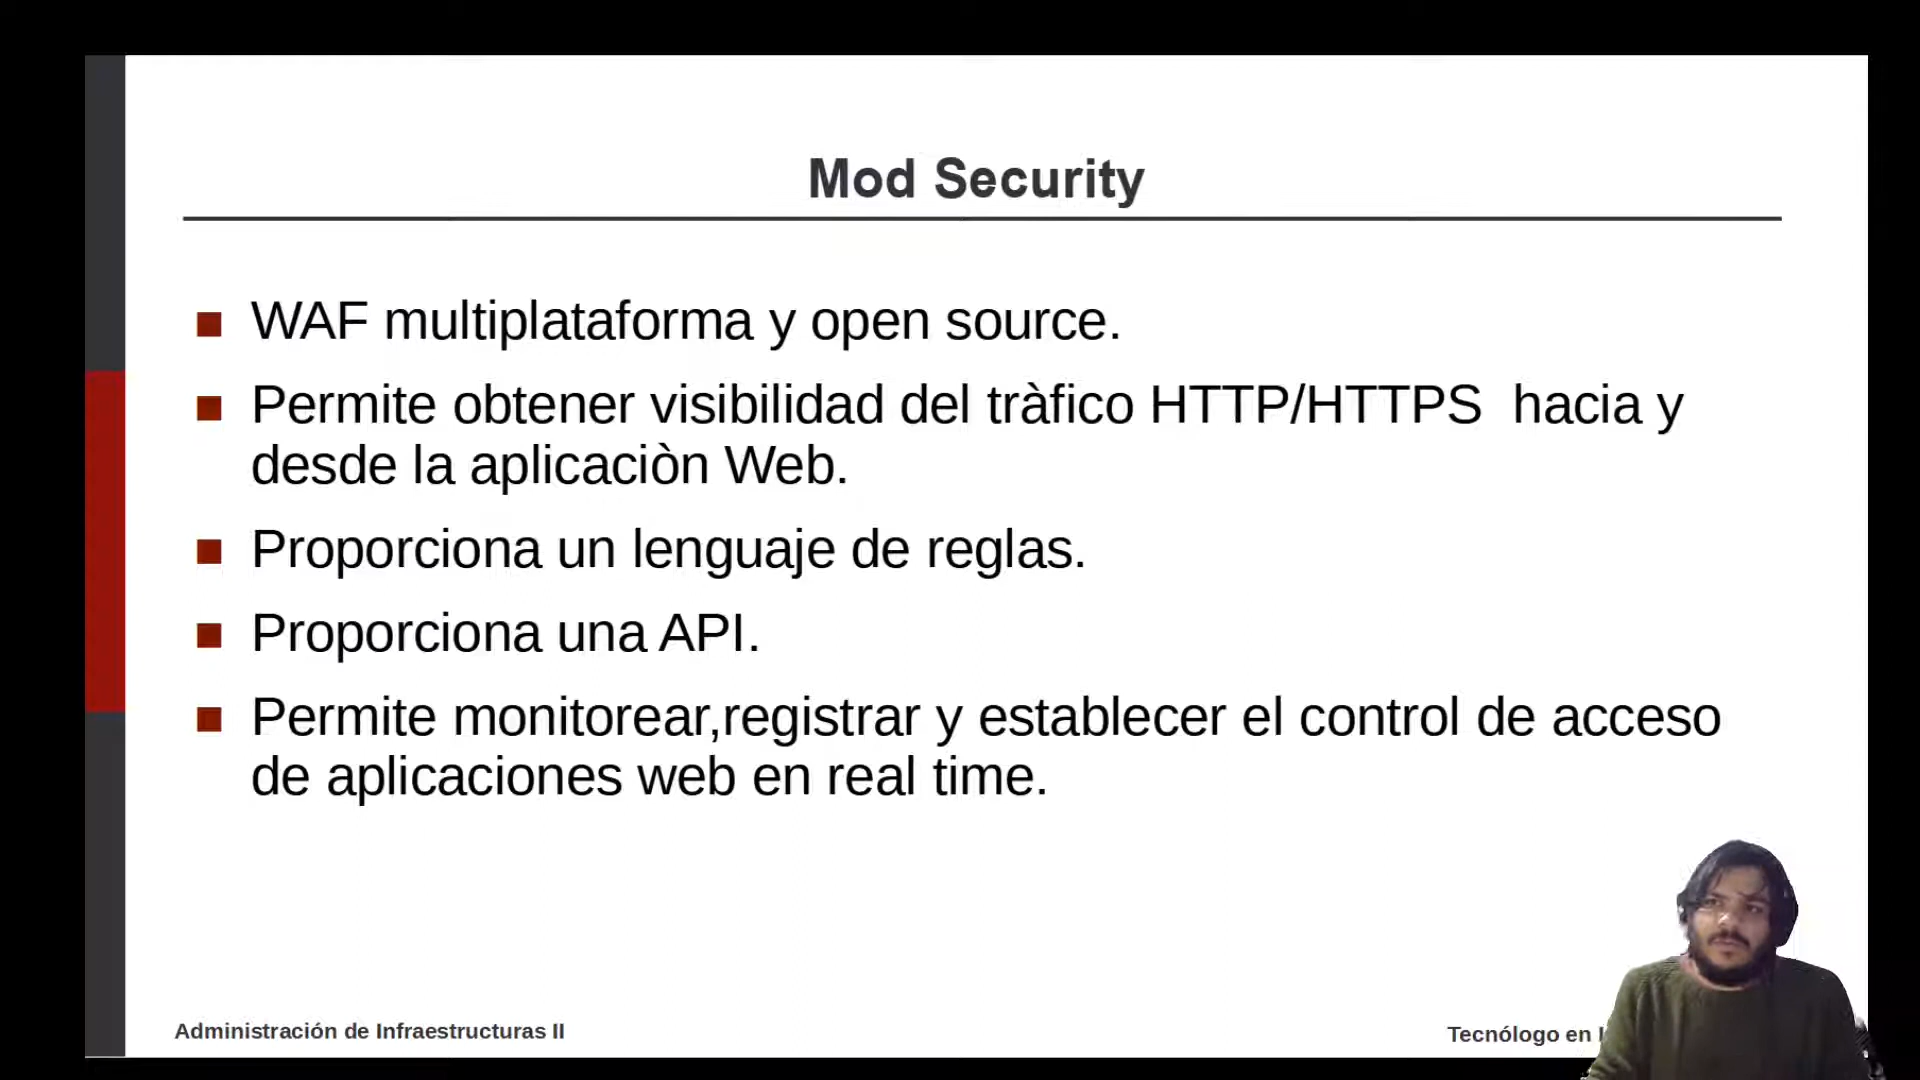 Mod Security
WAF multiplataforma y open source.
Permite obtener visibilidad del tràfico HTTP/HTTPS  hacia y
desde la aplicaciòn Web.
Proporciona un lenguaje de reglas.
Proporciona una API.
Permite monitorear,registrar y establecer el control de acceso
de aplicaciones web en real time.
Administración de Infraestructuras II
Tecnólogo en